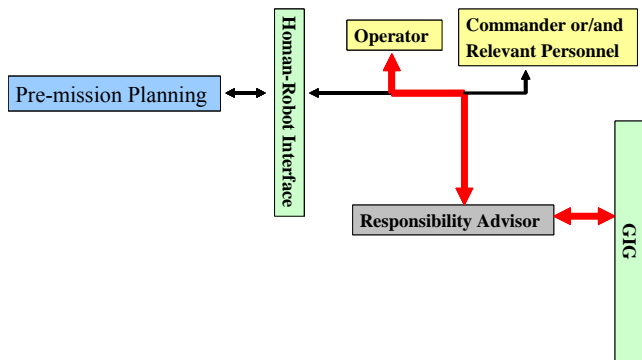 Operator
Commander or/and
Relevant Personnel
Pre-mission Planning
Homan-Robot Interface
Responsibility Advisor
GIG